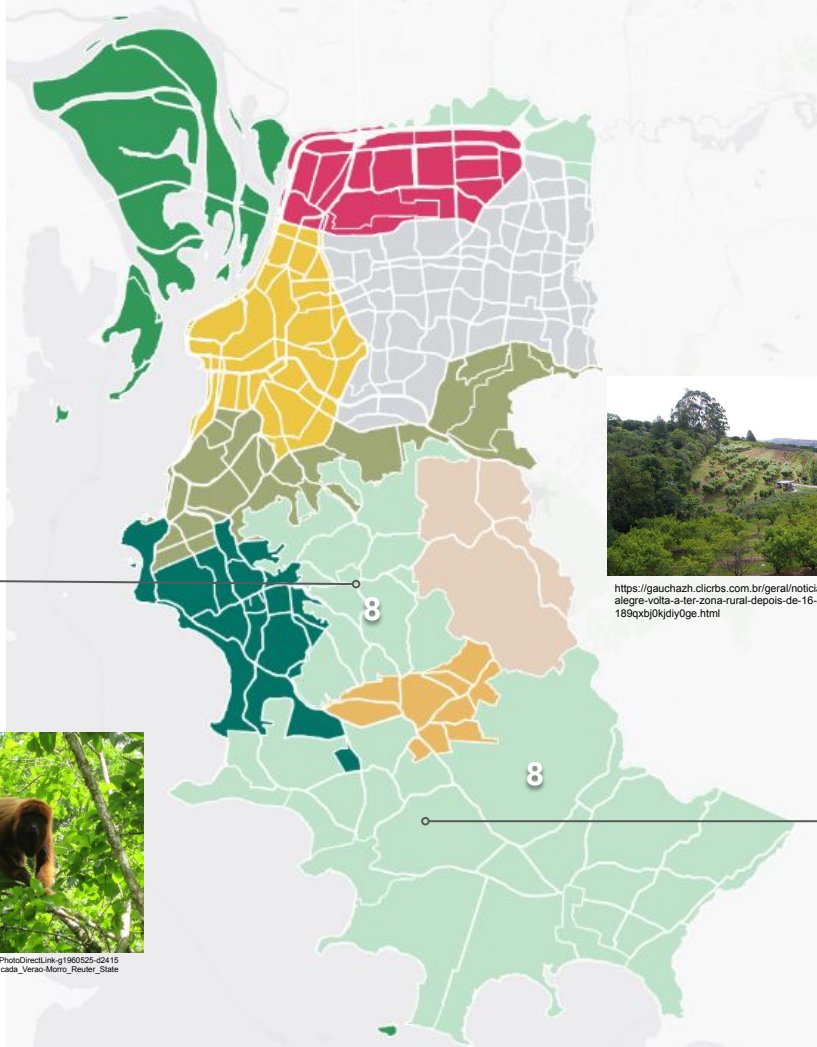 https://gauchazh.clicrbs.com.br/geral/noticia
alegre-volta-a-ter-zona-rural-depois-de-16-
189qxbj0kjdiy0ge.html
8
8
PhotoDirectLink-g1960525-d2415
cada_Verao-Morro_Reuter_State